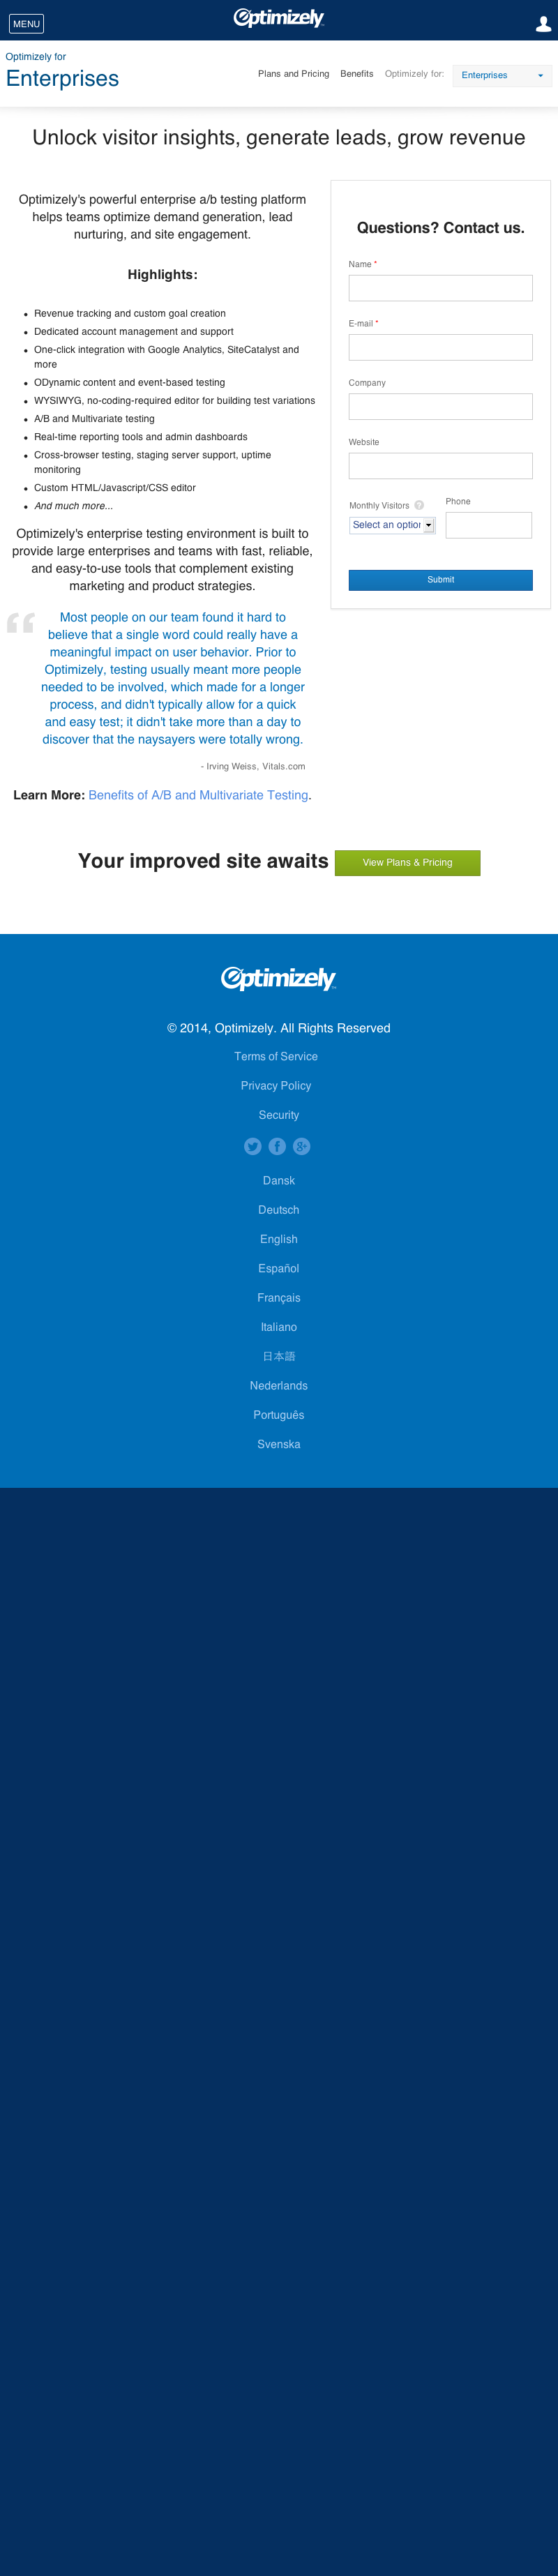 MENU
Optimizely
Optimizely for
Enterprises
Plans and Pricing Benefits Optimizely for: Enterprises
Unlock visitor insights, generate leads, grow revenue
Optimizely's powerful enterprise a/b testing platform
helps teams optimize demand generation, lead
nurturing, and site engagement.
Highlights:
Revenue tracking and custom goal creation
Dedicated account management and support
One-click integration with Google Analytics, SiteCatalyst and
more
ODynamic content and event-based testing
WYSIWYG, no-coding-required editor for building test variations
A/B and Multivariate testing
Real-time reporting tools and admin dashboards
Cross-browser testing, staging server support, uptime
monitoring
Custom HTML/Javascript/CSS editor
And much more...
Optimizely's enterprise testing environment is built to
provide large enterprises and teams with fast, reliable,
and easy-to-use tools that complement existing
marketing and product strategies.
“ Most people on our team found it hard to
believe that a single word could really have a
meaningful impact on user behavior. Prior to
Optimizely, testing usually meant more people
needed to be involved, which made for a longer
process, and didn't typically allow for a quick
and easy test; it didn't take more than a day to
discover that the naysayers were totally wrong.
- Irving Weiss, Vitals.com
Learn More: Benefits of A/B and Multivariate Testing.
Questions? Contact us.
Name *
E-mail *
Company
Website
Monthly Visitors ?
Select an option
Phone
Submit
Your improved site awaits
View Plans & Pricing
Optimizely
© 2014, Optimizely. All Rights Reserved
Terms of Service
Privacy Policy
Security
Dansk
Deutsch
English
Español
Français
Italiano
日本語
Nederlands
Português
Svenska